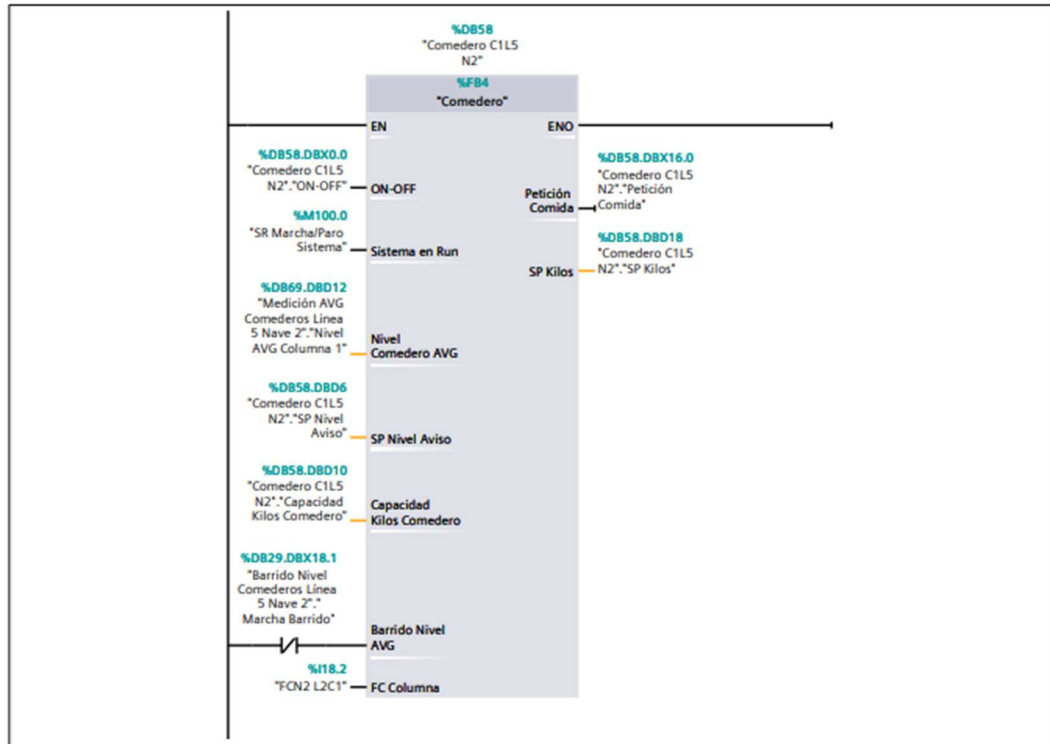 %DB58
"Comedero C1L5
N2"
%FB4
"Comedero"
EN
ENO
%DB58.DBX0.0
"Comedero C1L5
N2"."ON-OFF"
ON-OFF
%M100.0
"SR Marcha/Paro
Sistema"
Sistema en Run
%DB69.DBD12
"Medición AVG
Comederos Linea
5 Nave 2"."Nivel
AVG Columna 1"
Nivel
Comedero AVG
%DB58.DBD6
"Comedero C1L5
N2"."SP Nivel
Aviso"
SP Nivel Aviso
%DB58.DBD10
"Comedero C1L5
N2"."Capacidad
Kilos Comedero"
Capacidad
Kilos Comedero
%DB29.DBX18.1
"Barrido Nivel
Comederos Línea
5 Nave 2"."
Marcha Barrido"
Barrido Nivel
AVG
%I18.2
"FCN2 L2C1"
FC Columna
Petición
Comida
%DB58.DBX16.0
"Comedero C1L5
N2"."Petición
Comida"
SP Kilos
%DB58.DBD18
"Comedero C1L5
N2"."SP Kilos"